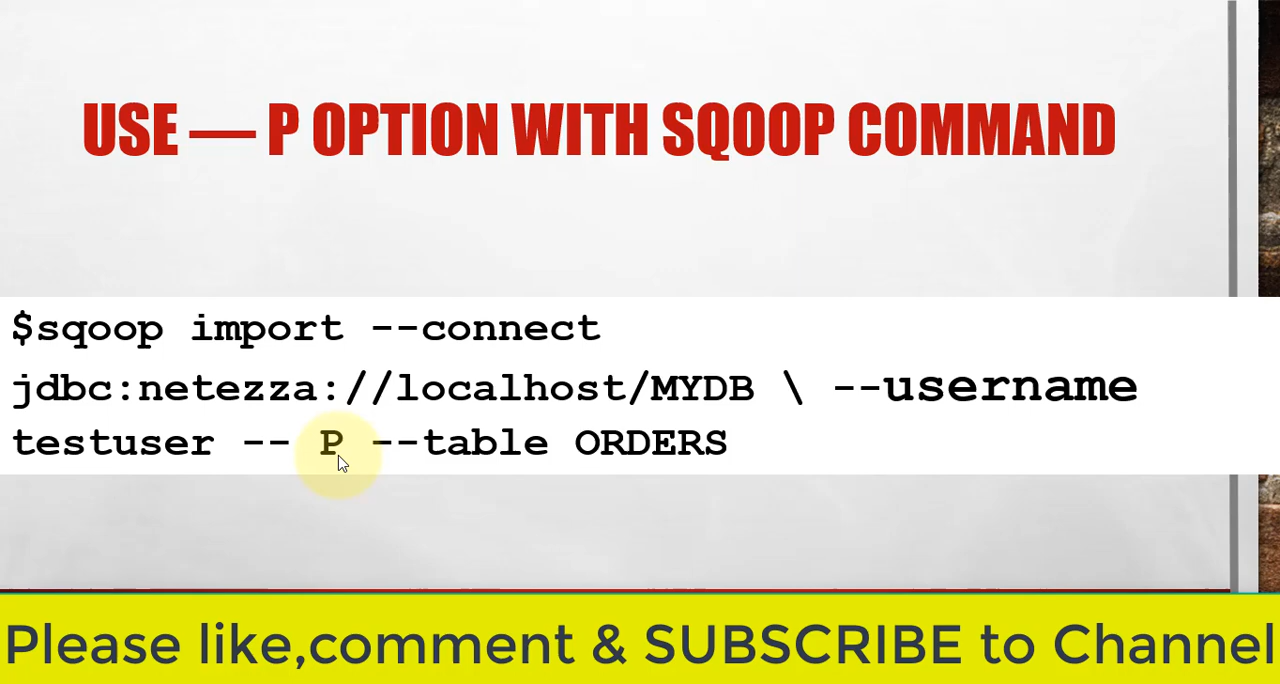 USE — P OPTION WITH SQOOP COMMAND
$sqoop import --connect
jdbc:netezza://localhost/MYDB \ --username
testuser -- P --table ORDERS
Please like,comment & SUBSCRIBE to Channel